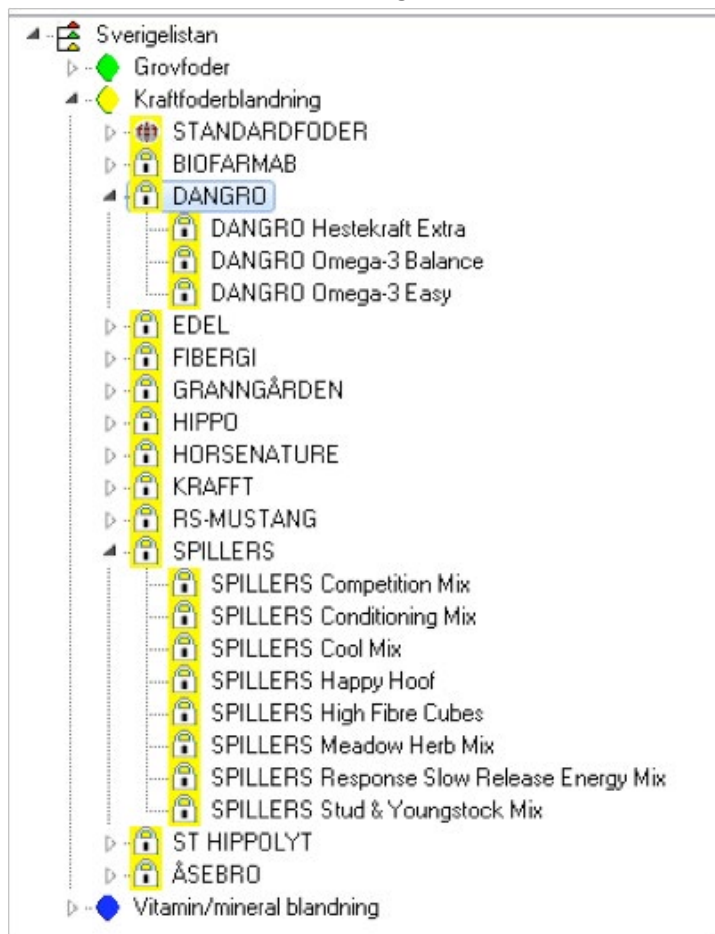 Sverigelistan
Grovfoder
Kraftfoderblandning
STANDARDFODER
BIOFARMAB
DANGRO
DANGRO Hestekraft Extra
DANGRO Omega-3 Balance
DANGRO Omega-3 Easy
EDEL
FIBERGI
GRANNGÅRDEN
HIPPO
HORSENATURE
KRAFFT
RS-MUSTANG
SPILLERS
SPILLERS Competition Mix
SPILLERS Conditioning Mix
SPILLERS Cool Mix
SPILLERS Happy Hoof
SPILLERS High Fibre Cubes
SPILLERS Meadow Herb Mix
SPILLERS Response Slow Release Energy Mix
SPILLERS Stud & Youngstock Mix
ST HIPPOLYT
ÅSEBRO
Vitamin/mineral blandning